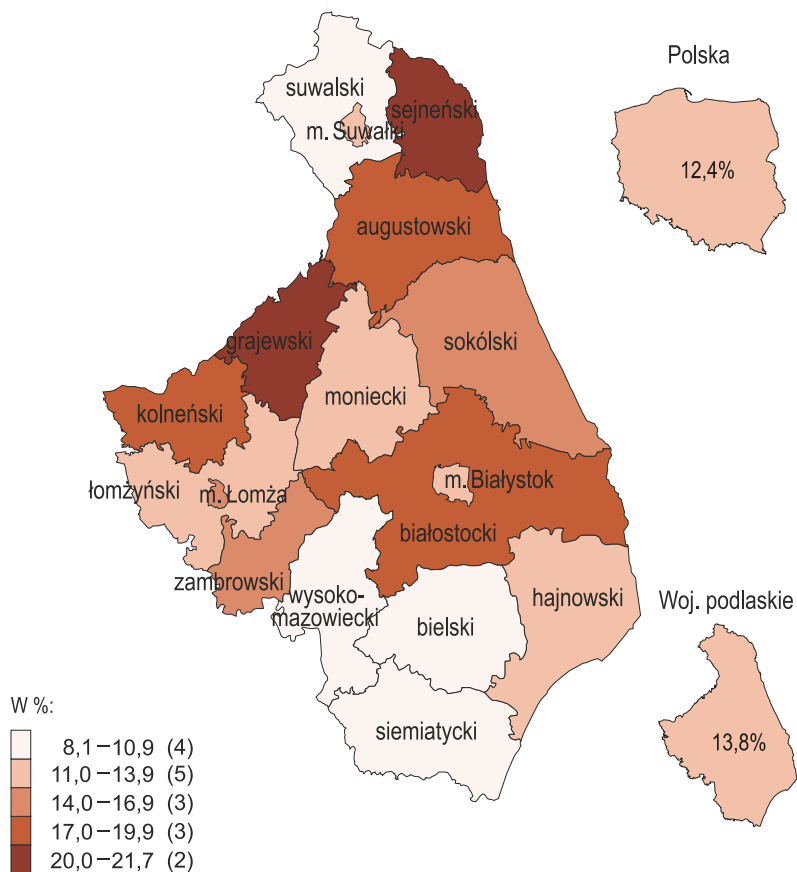 Polska
12,4%
suwalski
m. Suwałki
sejneński
augustowski
grajewski
sokólski
moniecki
kolneński
łomżyński
m. Łomża
m. Białystok
białostocki
zambrowski
wysoko-
mazowiecki
bielski
hajnowski
siemiatycki
Woj. podlaskie
13,8%
W %:
8,1–10,9 (4)
11,0–13,9 (5)
14,0–16,9 (3)
17,0–19,9 (3)
20,0–21,7 (2)